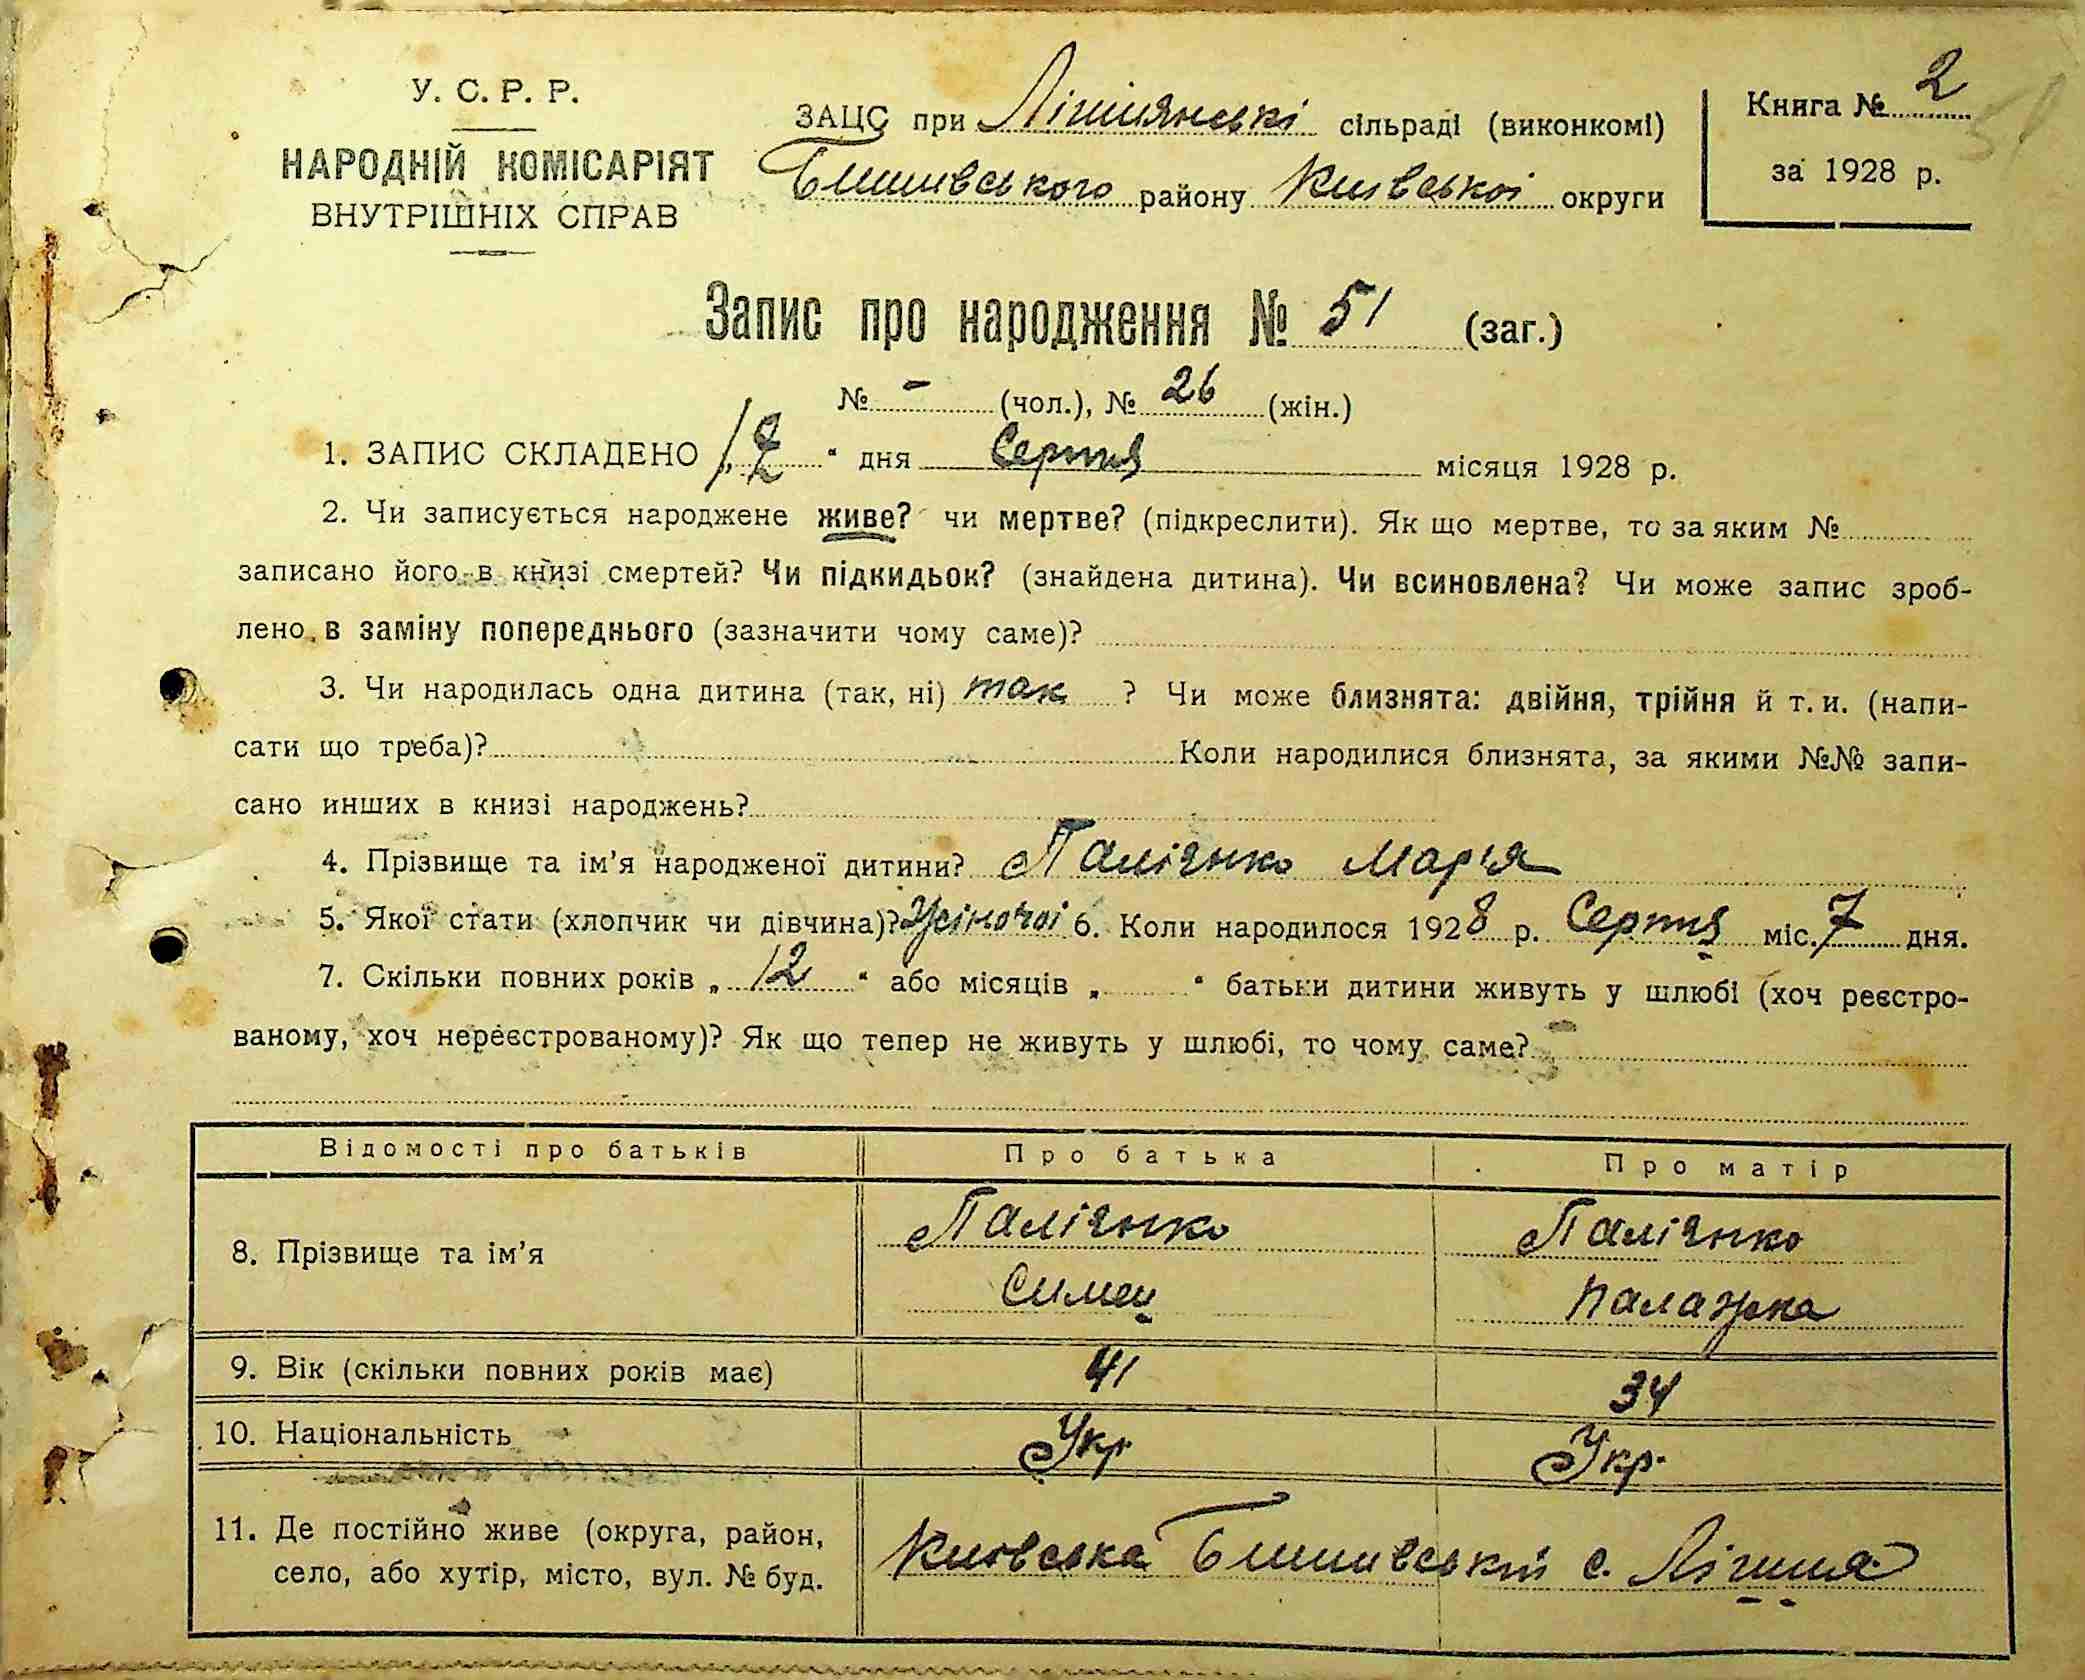 У. С. Р. Р.
НАРОДНІЙ КОМІСАРІЯТ
ВНУТРІШНІХ СПРАВ
ЗАЦС при сільраді (виконкомі)
Бишивського району Київської округи
Книга № 2
за 1928 р.
Запис про народження № 51 (заг.)
№ - (чол.), № 26 (жін.)
1. ЗАПИС СКЛАДЕНО „ “ дня Серпня місяця 1928 р.
2. Чи записується народжене живе? чи мертве? (підкреслити). Як що мертве, то за яким №
записано його в книзі смертей? Чи підкидьок? (знайдена дитина). Чи всиновлена? Чи може запис зроб-
лено в заміну попереднього (зазначити чому саме)?
3. Чи народилась одна дитина (так, ні) так ? Чи може близнята: двійня, трійня й т. и. (напи-
сати що треба)? Коли народилися близнята, за якими №№ запи-
сано инших в книзі народжень?
4. Прізвище та ім’я народженої дитини? Палієнко Марія
5. Якої стати (хлопчик чи дівчина)? Жіночої 6. Коли народилося 1928 р. Серпня міс. 7 дня.
7. Скільки повних років „ 12 “ або місяців „ “ батьки дитини живуть у шлюбі (хоч реєстро-
ваному, хоч нереєстрованому)? Як що тепер не живуть у шлюбі, то чому саме?
Відомості про батьків Про батька Про матір
8. Прізвище та ім’я Палієнко Палієнко
Симен Палажка
9. Вік (скільки повних років має) 41 34
10. Національність Укр. Укр.
11. Де постійно живе (округа, район, Київська Бишивський с.
село, або хутір, місто, вул. № буд.